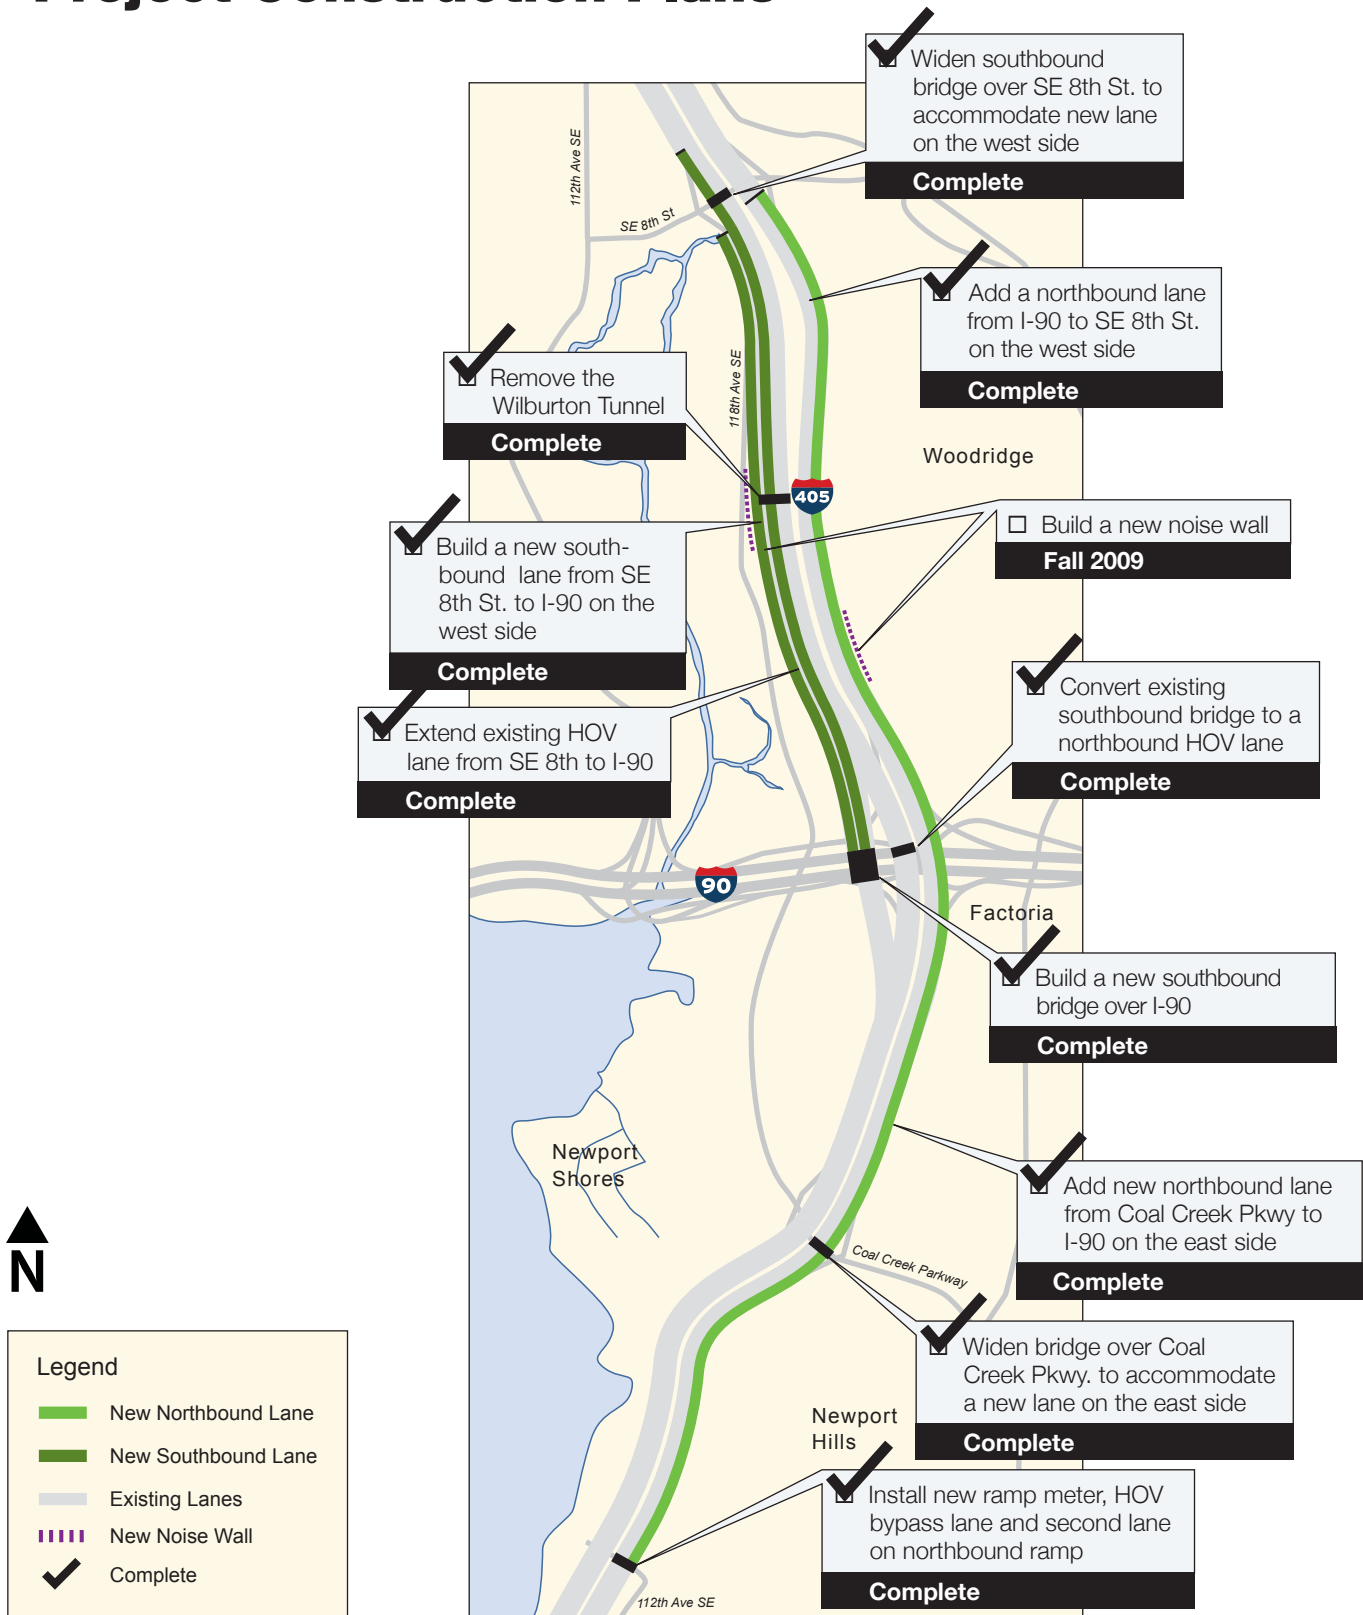 Project Construction Plans
Widen southbound
bridge over SE 8th St. to
accommodate new lane
on the west side
Complete
112th Ave SE
SE 8th St
Add a northbound lane
from I-90 to SE 8th St.
on the west side
Complete
118th Ave SE
Remove the
Wilburton Tunnel
Complete
Woodridge
405
Build a new noise wall
Fall 2009
Build a new south-
bound lane from SE
8th St. to I-90 on the
west side
Complete
Convert existing
southbound bridge to a
northbound HOV lane
Complete
Extend existing HOV
lane from SE 8th to I-90
Complete
90
Factoria
Build a new southbound
bridge over I-90
Complete
Newport
Shores
Add new northbound lane
from Coal Creek Pkwy to
I-90 on the east side
Complete
N
Coal Creek Parkway
Widen bridge over Coal
Creek Pkwy. to accommodate
a new lane on the east side
Complete
Newport
Hills
Install new ramp meter, HOV
bypass lane and second lane
on northbound ramp
Complete
112th Ave SE
Legend
New Northbound Lane
New Southbound Lane
Existing Lanes
New Noise Wall
Complete